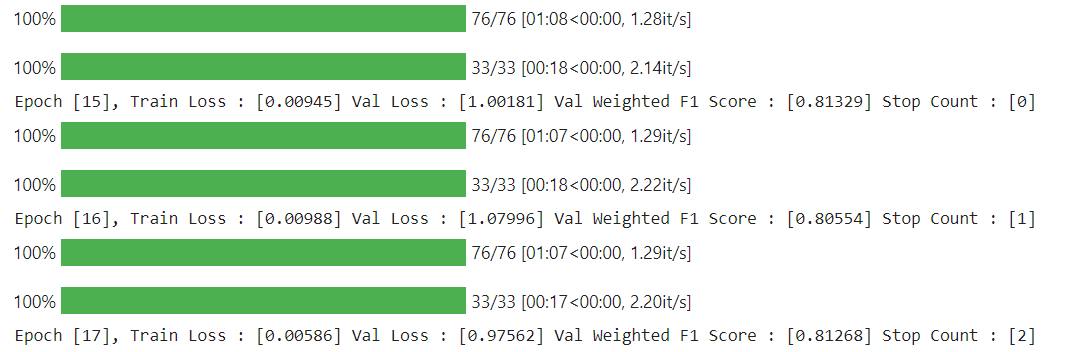 100% 76/76 [01:08<00:00, 1.28it/s]
100% 33/33 [00:18<00:00, 2.14it/s]
Epoch [15], Train Loss : [0.00945] Val Loss : [1.00181] Val Weighted F1 Score : [0.81329] Stop Count : [0]
100% 76/76 [01:07<00:00, 1.29it/s]
100% 33/33 [00:18<00:00, 2.22it/s]
Epoch [16], Train Loss : [0.00988] Val Loss : [1.07996] Val Weighted F1 Score : [0.80554] Stop Count : [1]
100% 76/76 [01:07<00:00, 1.29it/s]
100% 33/33 [00:17<00:00, 2.20it/s]
Epoch [17], Train Loss : [0.00586] Val Loss : [0.97562] Val Weighted F1 Score : [0.81268] Stop Count : [2]